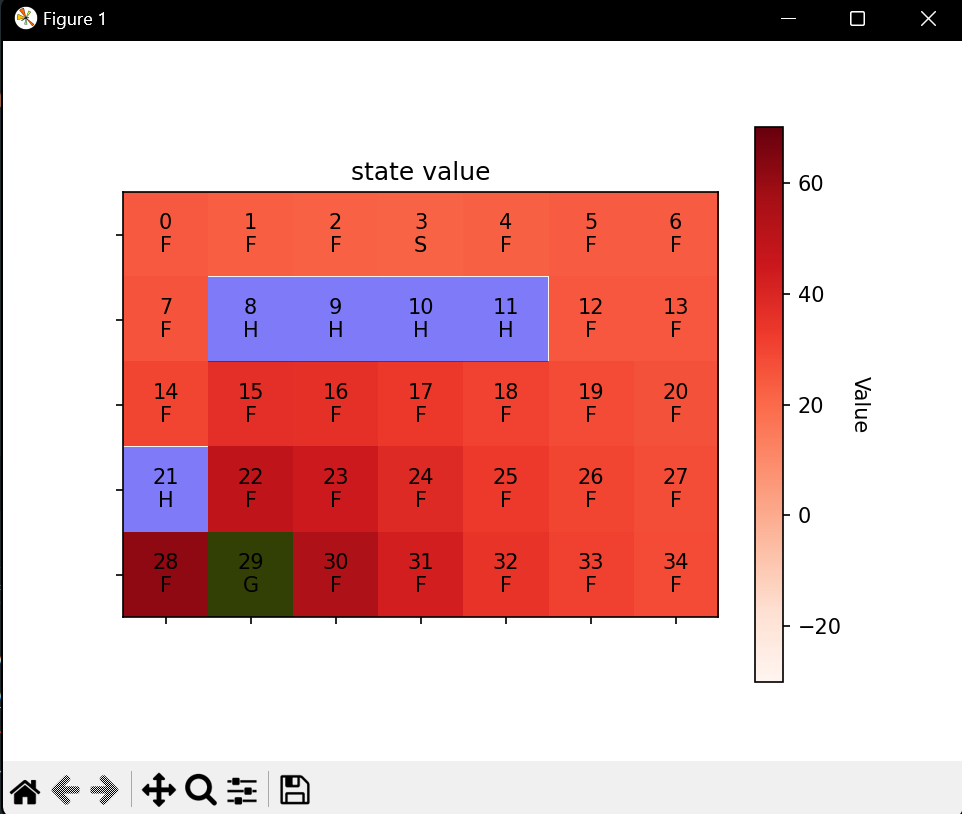 Figure 1
state value
0 1 2 3 4 5 6
F F F S F F F
7 8 9 10 11 12 13
F H H H H F F
14 15 16 17 18 19 20
F F F F F F F
21 22 23 24 25 26 27
H F F F F F F
28 29 30 31 32 33 34
F G F F F F F
60
40
20
0
−20
Value